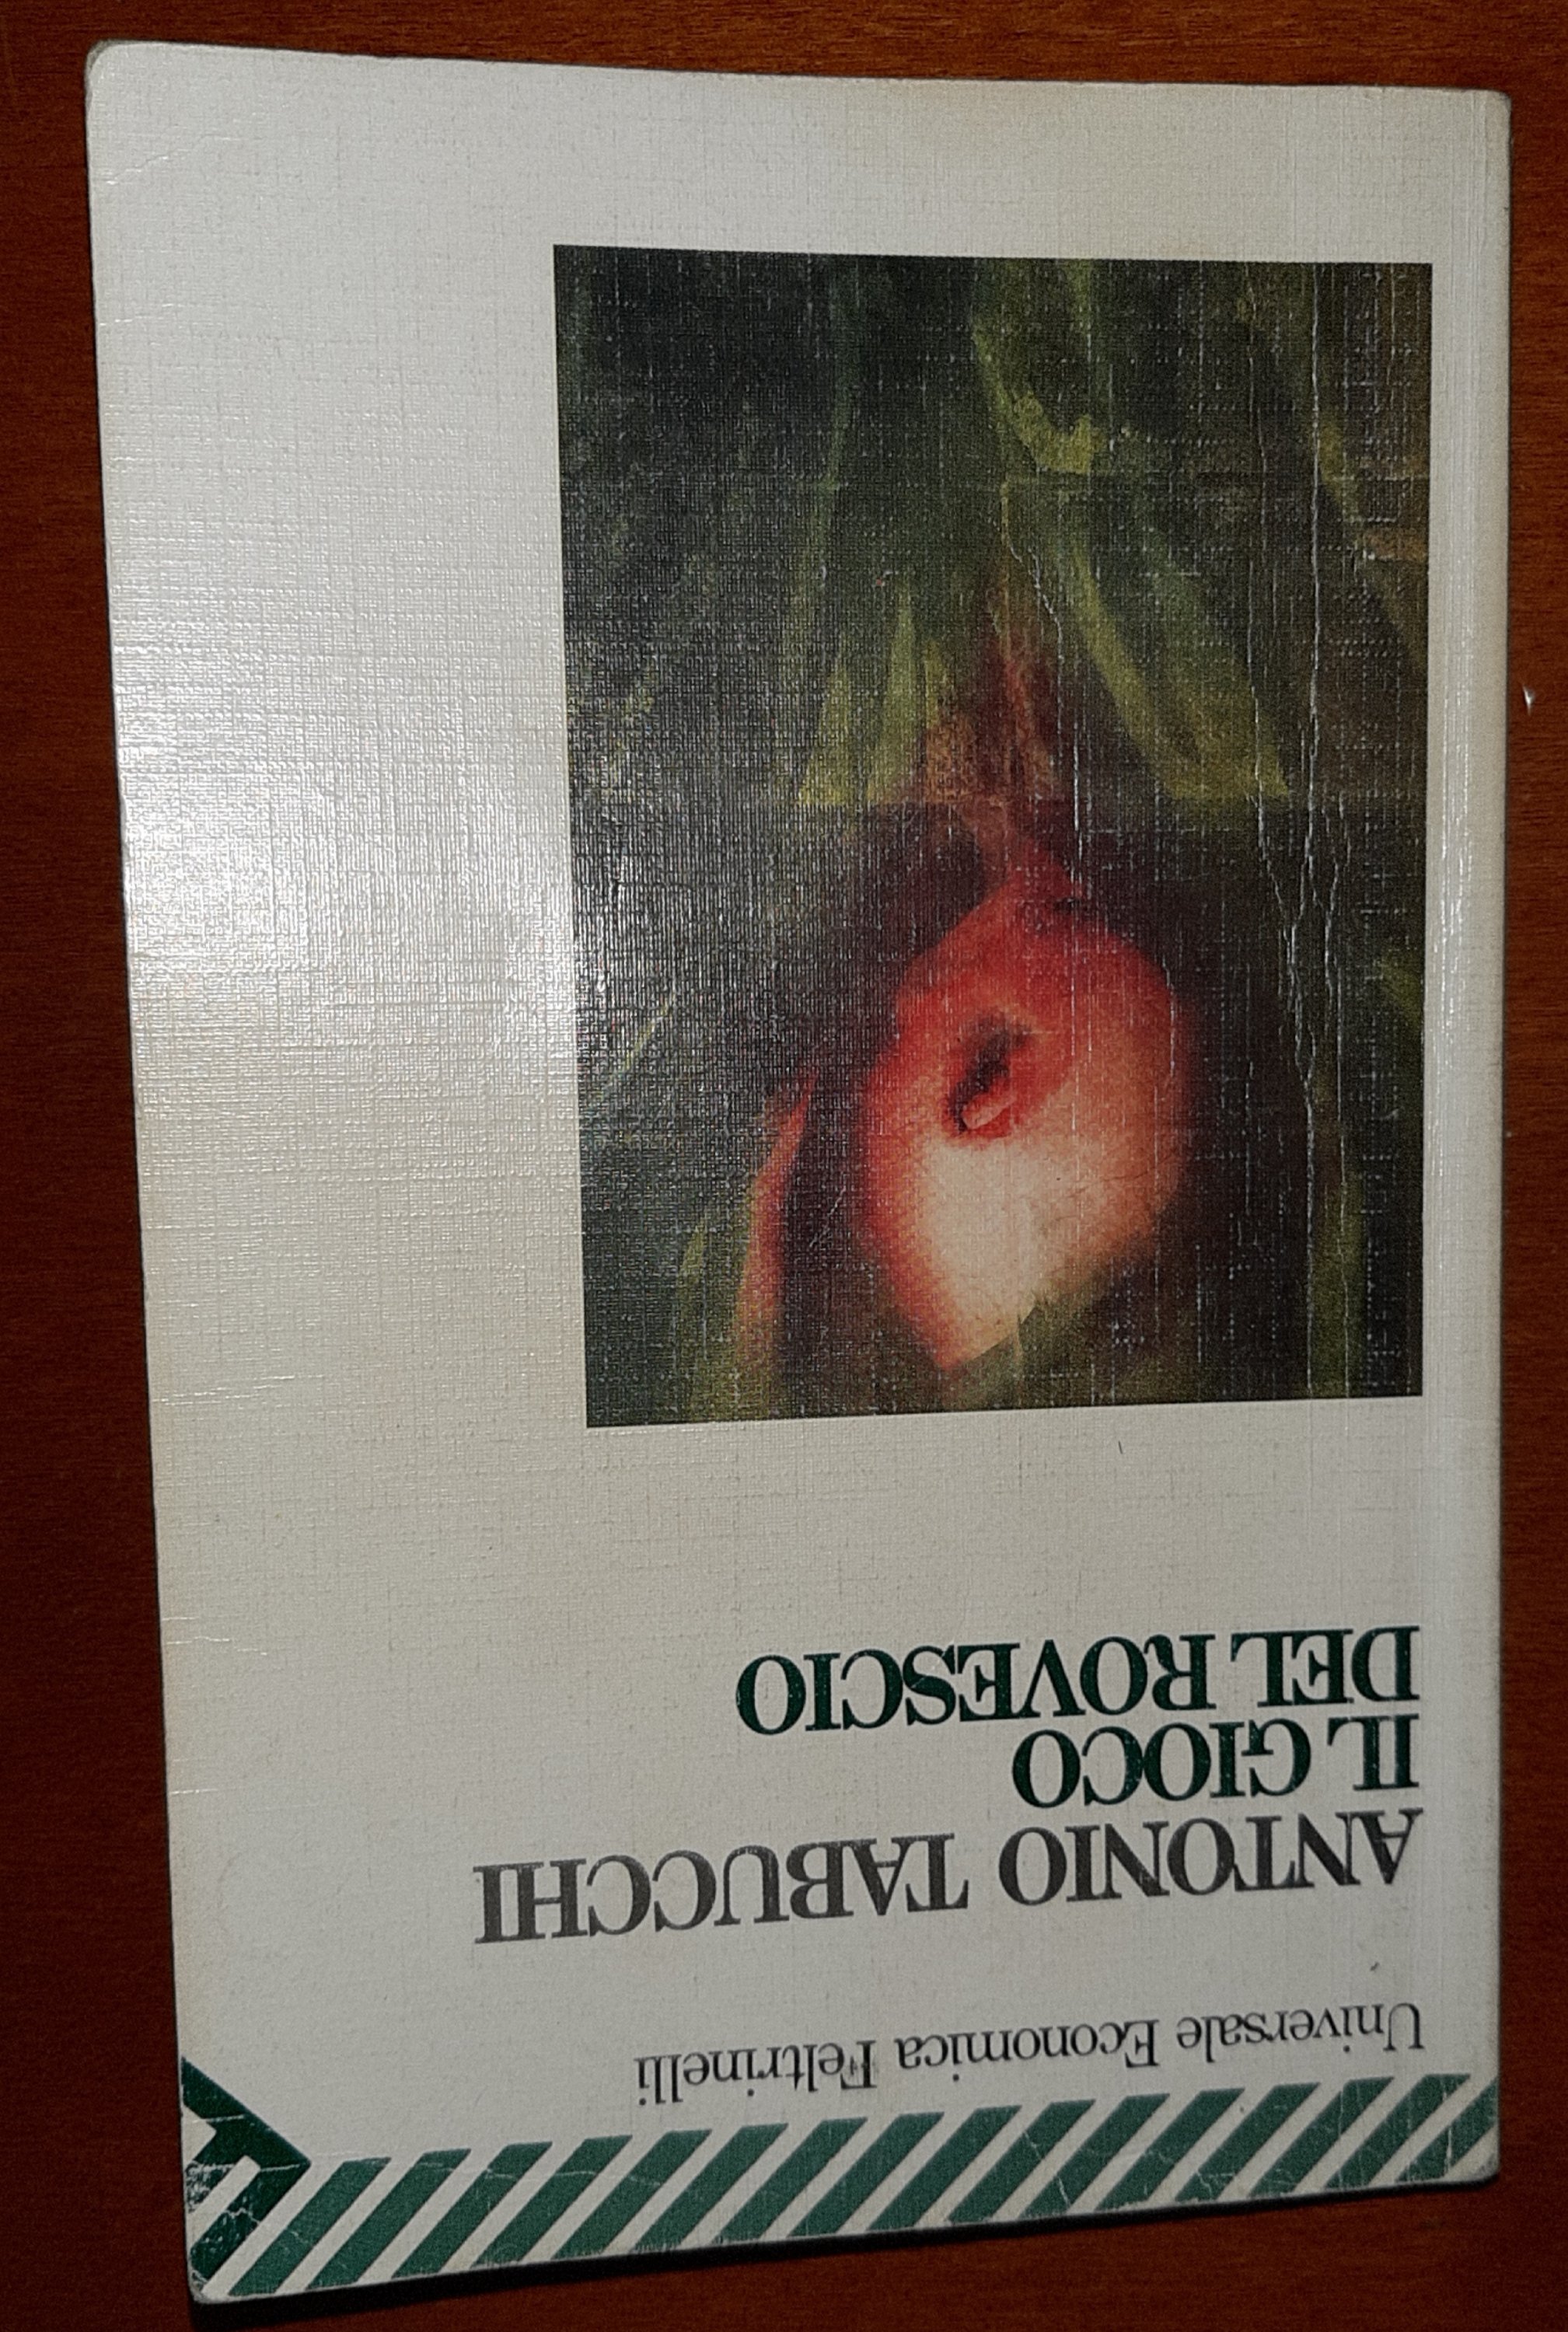 Universale Economica Feltrinelli
ANTONIO TABUCCHI
IL GIOCO
DEL ROVESCIO